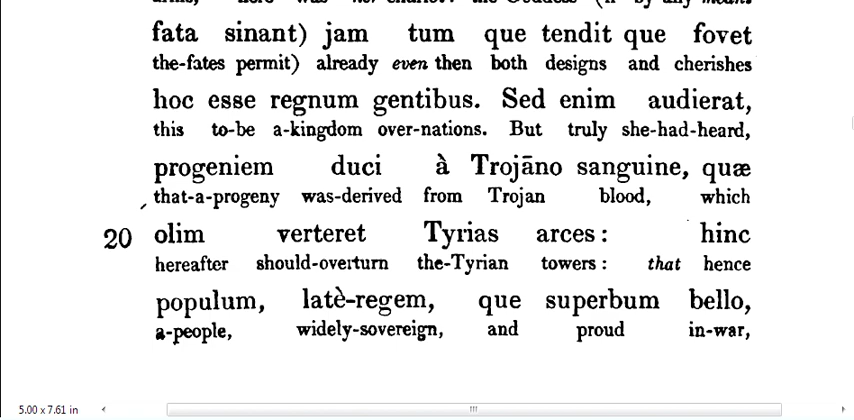 fata sinant) jam tum que tendit que fovet
the-fates permit) already even then both designs and cherishes
hoc esse regnum gentibus. Sed enim audierat,
this to-be a-kingdom over-nations. But truly she-had-heard,
progeniem duci à Trojāno sanguine, quæ
that-a-progeny was-derived from Trojan blood, which
20 olim verteret Tyrias arces : hinc
hereafter should-overturn the-Tyrian towers : that hence
populum, latè-regem, que superbum bello,
a-people, widely-sovereign, and proud in-war,
5.00 x 7.61 in